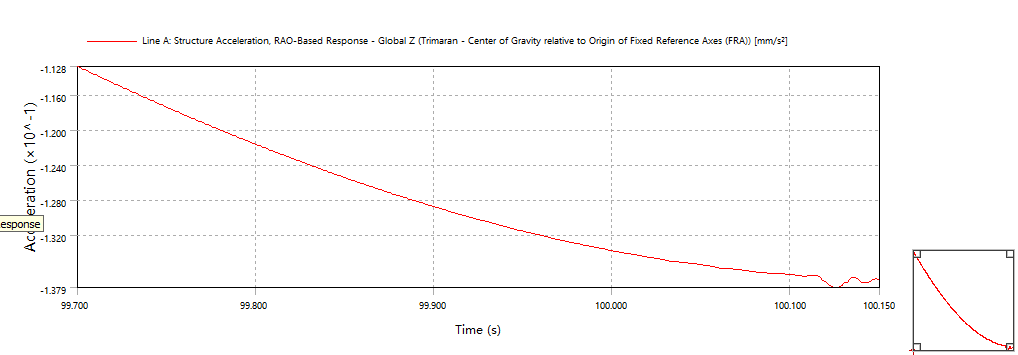 Line A: Structure Acceleration, RAO-Based Response - Global Z (Trimaran - Center of Gravity relative to Origin of Fixed Reference Axes (FRA)) [mm/s²]
-1.128
-1.160
-1.200
-1.240
-1.280
-1.320
-1.379
Acceleration (×10^-1)
esponse
99.700 99.800 99.900 100.000 100.100 100.150
Time (s)